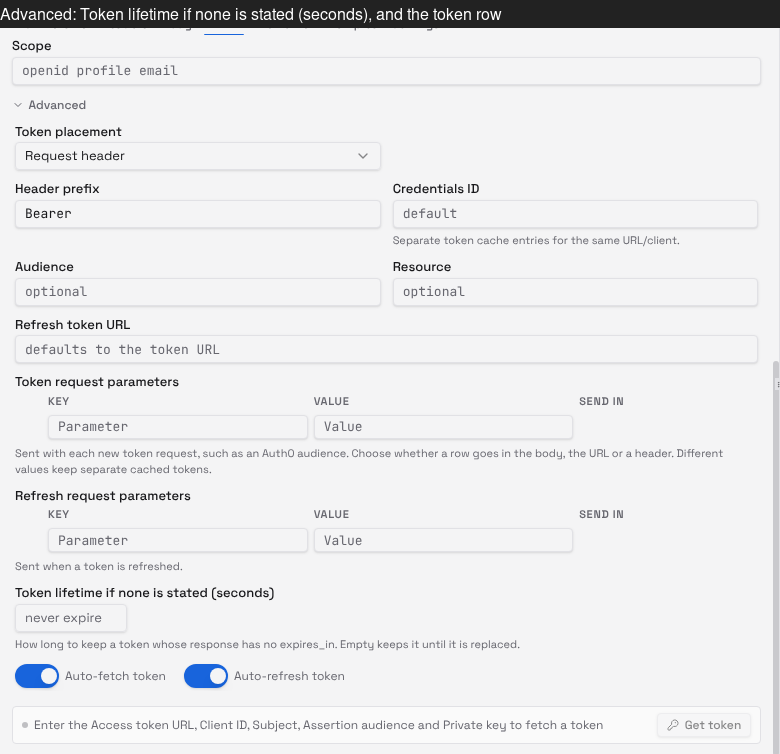 Advanced: Token lifetime if none is stated (seconds), and the token row
Scope
openid profile email
Advanced
Token placement
Request header
Header prefix
Credentials ID
Bearer
default
Separate token cache entries for the same URL/client.
Audience
Resource
optional
optional
Refresh token URL
defaults to the token URL
Token request parameters
KEY VALUE SEND IN
Parameter Value
Sent with each new token request, such as an Auth0 audience. Choose whether a row goes in the body, the URL or a header. Different
values keep separate cached tokens.
Refresh request parameters
KEY VALUE SEND IN
Parameter Value
Sent when a token is refreshed.
Token lifetime if none is stated (seconds)
never expire
How long to keep a token whose response has no expires_in. Empty keeps it until it is replaced.
Auto-fetch token Auto-refresh token
Enter the Access token URL, Client ID, Subject, Assertion audience and Private key to fetch a token
Get token